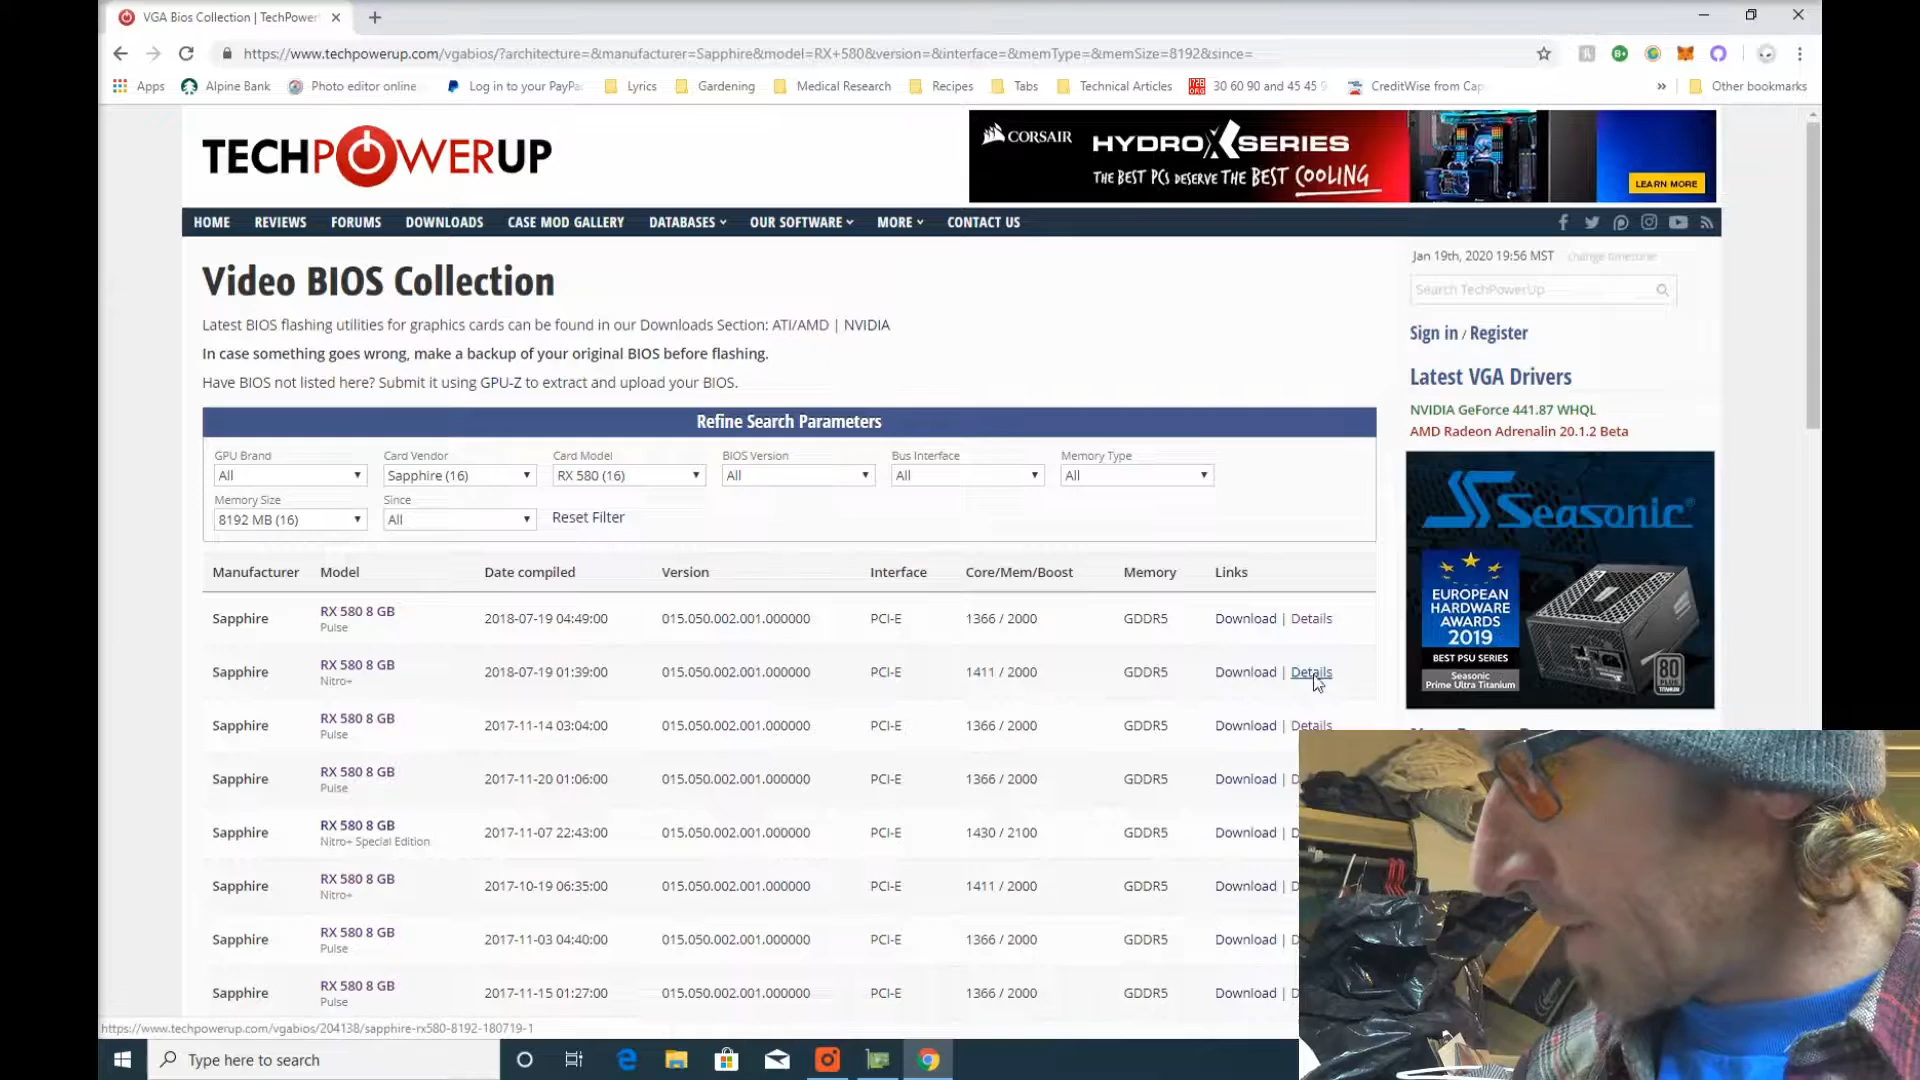 VGA Bios Collection | TechPower
https://www.techpowerup.com/vgabios/?architecture=&manufacturer=Sapphire&model=RX+580&version=&interface=&memType=&memSize=8192&since=
Apps Alpine Bank Photo editor online Log in to your PayPa Lyrics Gardening Medical Research Recipes Tabs Technical Articles 30 60 90 and 45 45 9 CreditWise from Cap » Other bookmarks
TECHPOWERUP
CORSAIR HYDRO X SERIES
THE BEST PCs DESERVE THE BEST COOLING
LEARN MORE
HOME REVIEWS FORUMS DOWNLOADS CASE MOD GALLERY DATABASES OUR SOFTWARE MORE CONTACT US
Jan 19th, 2020 19:56 MST change timezone
Video BIOS Collection
Search TechPowerUp
Latest BIOS flashing utilities for graphics cards can be found in our Downloads Section: ATI/AMD | NVIDIA
Sign in / Register
In case something goes wrong, make a backup of your original BIOS before flashing.
Latest VGA Drivers
Have BIOS not listed here? Submit it using GPU-Z to extract and upload your BIOS.
NVIDIA GeForce 441.87 WHQL
AMD Radeon Adrenalin 20.1.2 Beta
Refine Search Parameters
GPU Brand Card Vendor Card Model BIOS Version Bus Interface Memory Type
All Sapphire (16) RX 580 (16) All All All
Memory Size Since
8192 MB (16) All Reset Filter
Seasonic
EUROPEAN
HARDWARE
AWARDS
2019
BEST PSU SERIES
Seasonic
Prime Ultra Titanium
80
PLUS
TITANIUM
Manufacturer Model Date compiled Version Interface Core/Mem/Boost Memory Links
Sapphire RX 580 8 GB 2018-07-19 04:49:00 015.050.002.001.000000 PCI-E 1366 / 2000 GDDR5 Download | Details
Pulse
Sapphire RX 580 8 GB 2018-07-19 01:39:00 015.050.002.001.000000 PCI-E 1411 / 2000 GDDR5 Download | Details
Nitro+
Sapphire RX 580 8 GB 2017-11-14 03:04:00 015.050.002.001.000000 PCI-E 1366 / 2000 GDDR5 Download | Details
Pulse
Sapphire RX 580 8 GB 2017-11-20 01:06:00 015.050.002.001.000000 PCI-E 1366 / 2000 GDDR5 Download | D
Pulse
Sapphire RX 580 8 GB 2017-11-07 22:43:00 015.050.002.001.000000 PCI-E 1430 / 2100 GDDR5 Download | D
Nitro+ Special Edition
Sapphire RX 580 8 GB 2017-10-19 06:35:00 015.050.002.001.000000 PCI-E 1411 / 2000 GDDR5 Download | D
Nitro+
Sapphire RX 580 8 GB 2017-11-03 04:40:00 015.050.002.001.000000 PCI-E 1366 / 2000 GDDR5 Download | D
Pulse
Sapphire RX 580 8 GB 2017-11-15 01:27:00 015.050.002.001.000000 PCI-E 1366 / 2000 GDDR5 Download | D
Pulse
https://www.techpowerup.com/vgabios/204138/sapphire-rx580-8192-180719-1
Type here to search